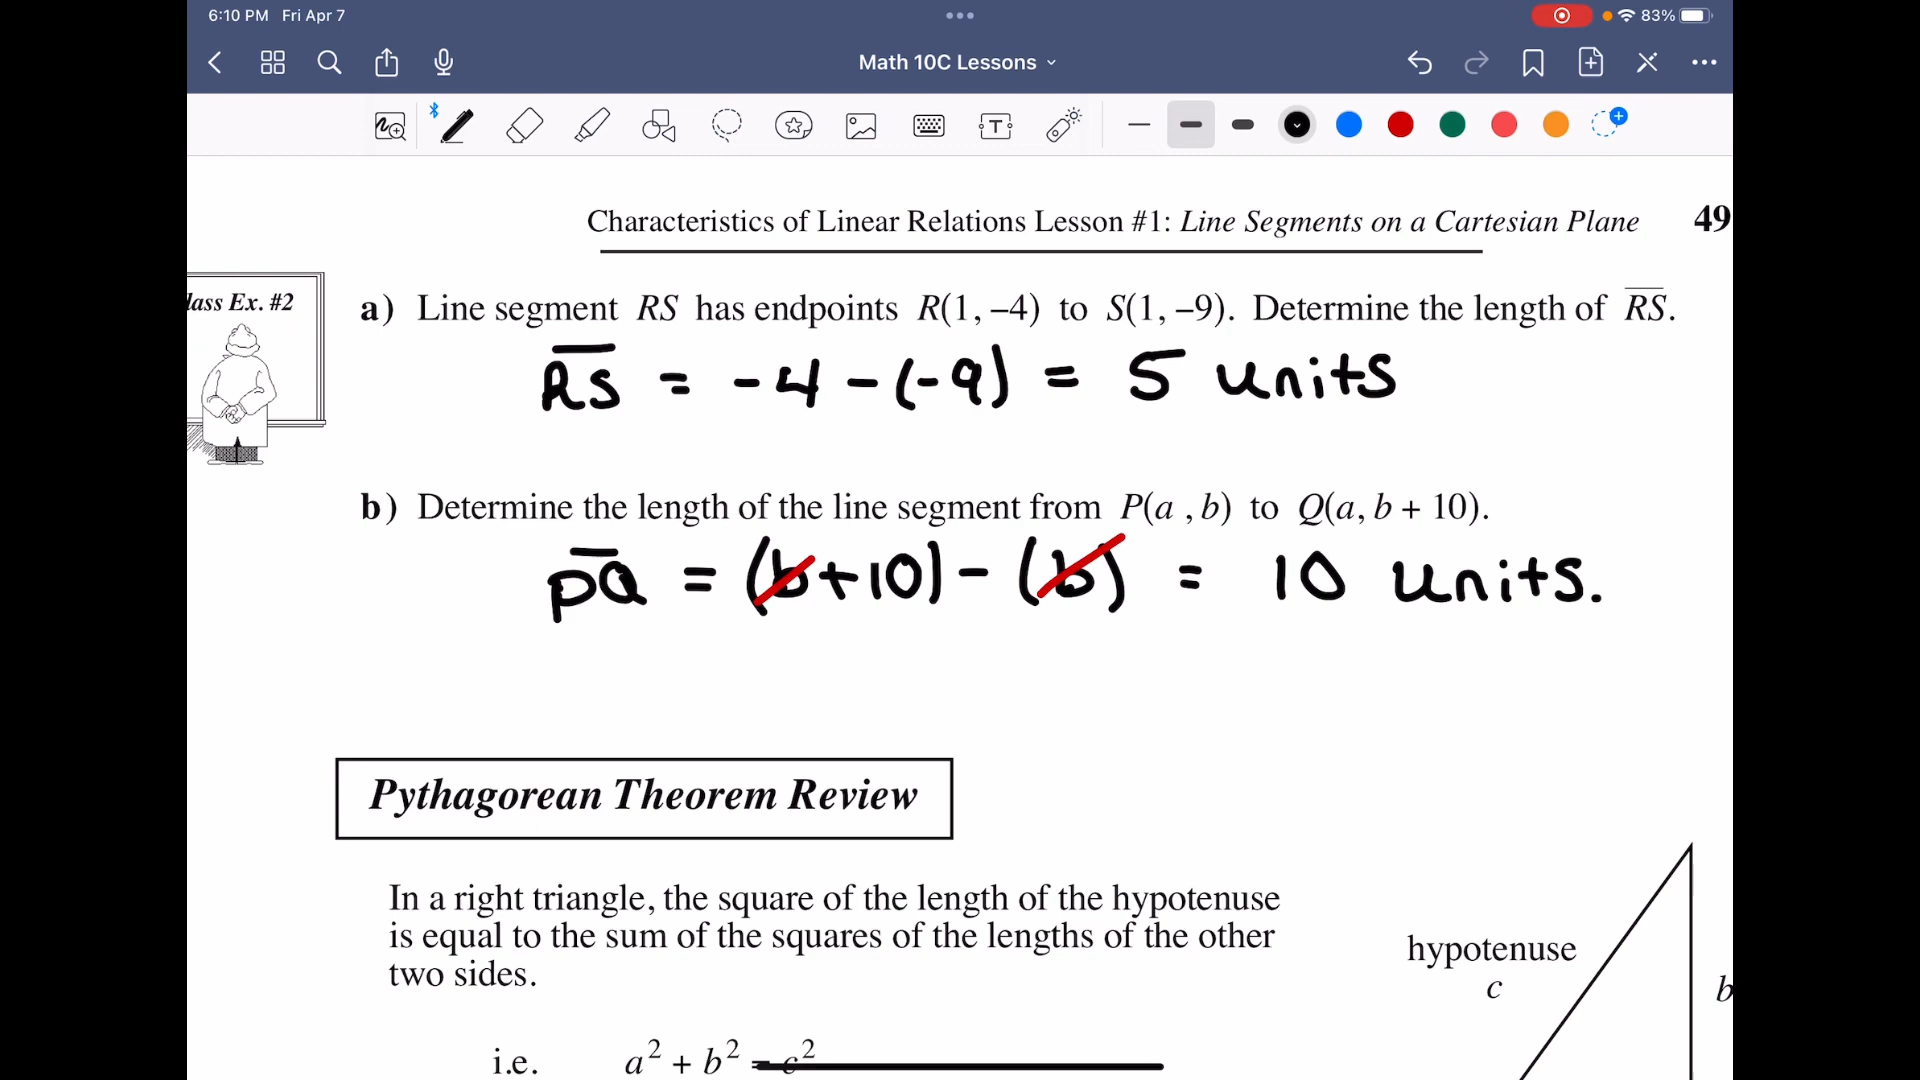 6:10 PM Fri Apr 7
83%
Math 10C Lessons
Characteristics of Linear Relations Lesson #1: Line Segments on a Cartesian Plane 49
lass Ex. #2
a) Line segment RS has endpoints R(1, –4) to S(1, –9). Determine the length of R̅S̅.
R̅S̅ = -4 - (-9) = 5 units
b) Determine the length of the line segment from P(a , b) to Q(a, b + 10).
P̅Q̅ = (b+10) - (b) = 10 units.
Pythagorean Theorem Review
In a right triangle, the square of the length of the hypotenuse
is equal to the sum of the squares of the lengths of the other
two sides.
hypotenuse
c
b
i.e. a² + b² = c²